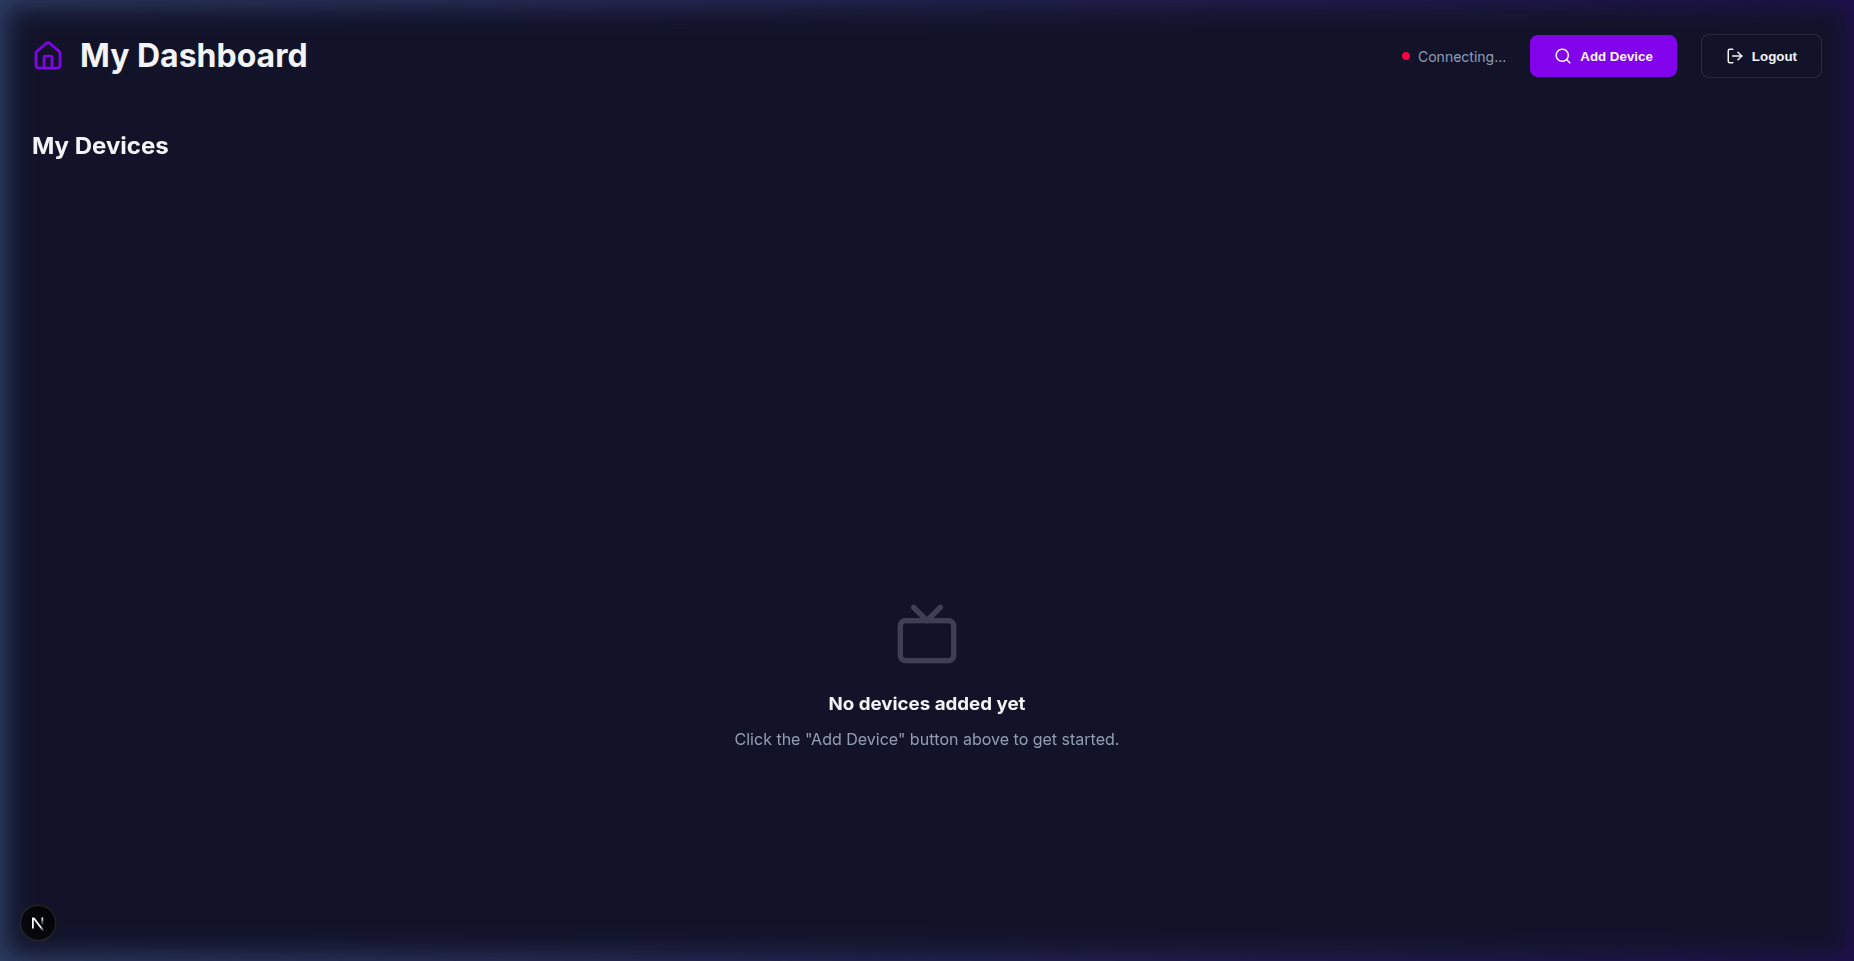 My Dashboard
Connecting...
Add Device
Logout
My Devices
No devices added yet
Click the "Add Device" button above to get started.
N